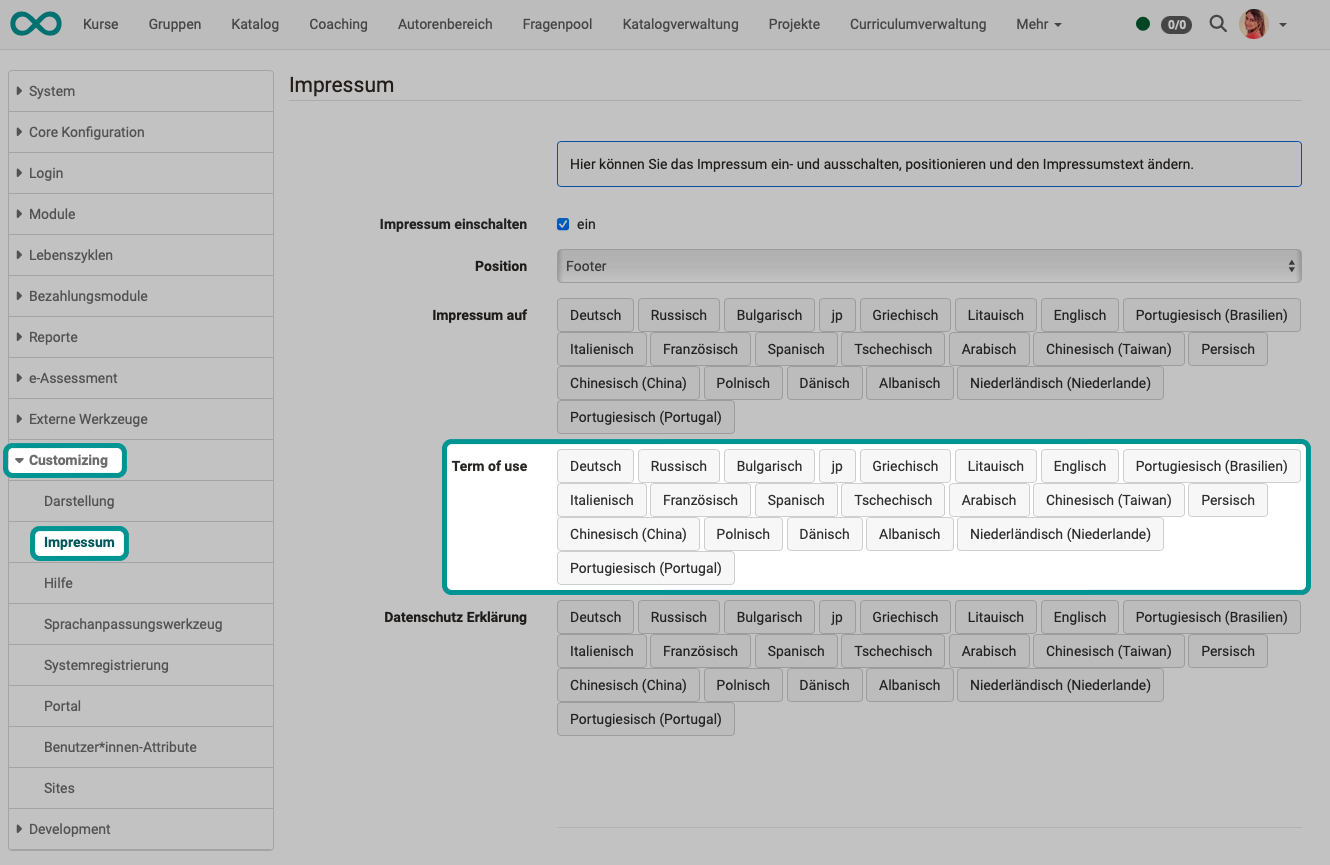 Kurse Gruppen Katalog Coaching Autorenbereich Fragenpool Katalogverwaltung Projekte Curriculumverwaltung Mehr 0/0
System
Core Konfiguration
Login
Module
Lebenszyklen
Bezahlungsmodule
Reporte
e-Assessment
Externe Werkzeuge
Customizing
Darstellung
Impressum
Hilfe
Sprachanpassungswerkzeug
Systemregistrierung
Portal
Benutzer*innen-Attribute
Sites
Development
Impressum
Hier können Sie das Impressum ein- und ausschalten, positionieren und den Impressumstext ändern.
Impressum einschalten ein
Position Footer
Impressum auf Deutsch Russisch Bulgarisch jp Griechisch Litauisch Englisch Portugiesisch (Brasilien)
Italienisch Französisch Spanisch Tschechisch Arabisch Chinesisch (Taiwan) Persisch
Chinesisch (China) Polnisch Dänisch Albanisch Niederländisch (Niederlande)
Portugiesisch (Portugal)
Term of use Deutsch Russisch Bulgarisch jp Griechisch Litauisch Englisch Portugiesisch (Brasilien)
Italienisch Französisch Spanisch Tschechisch Arabisch Chinesisch (Taiwan) Persisch
Chinesisch (China) Polnisch Dänisch Albanisch Niederländisch (Niederlande)
Portugiesisch (Portugal)
Datenschutz Erklärung Deutsch Russisch Bulgarisch jp Griechisch Litauisch Englisch Portugiesisch (Brasilien)
Italienisch Französisch Spanisch Tschechisch Arabisch Chinesisch (Taiwan) Persisch
Chinesisch (China) Polnisch Dänisch Albanisch Niederländisch (Niederlande)
Portugiesisch (Portugal)